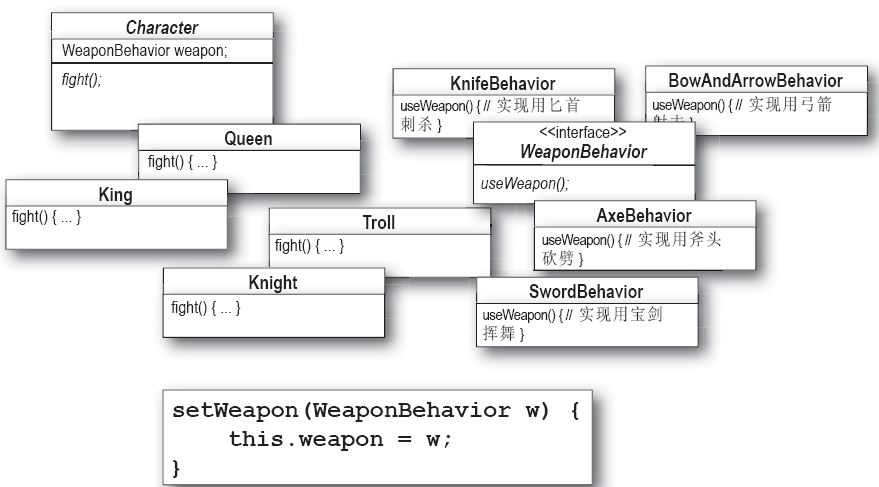 Character
WeaponBehavior weapon;
fight();
KnifeBehavior
useWeapon() { // 实现用匕首
刺杀 }
BowAndArrowBehavior
useWeapon() { // 实现用弓箭
<<interface>>
WeaponBehavior
useWeapon();
Queen
fight() { ... }
King
fight() { ... }
Troll
fight() { ... }
AxeBehavior
useWeapon() { // 实现用斧头
砍劈 }
Knight
fight() { ... }
SwordBehavior
useWeapon() { // 实现用宝剑
挥舞 }
setWeapon(WeaponBehavior w) {
this.weapon = w;
}